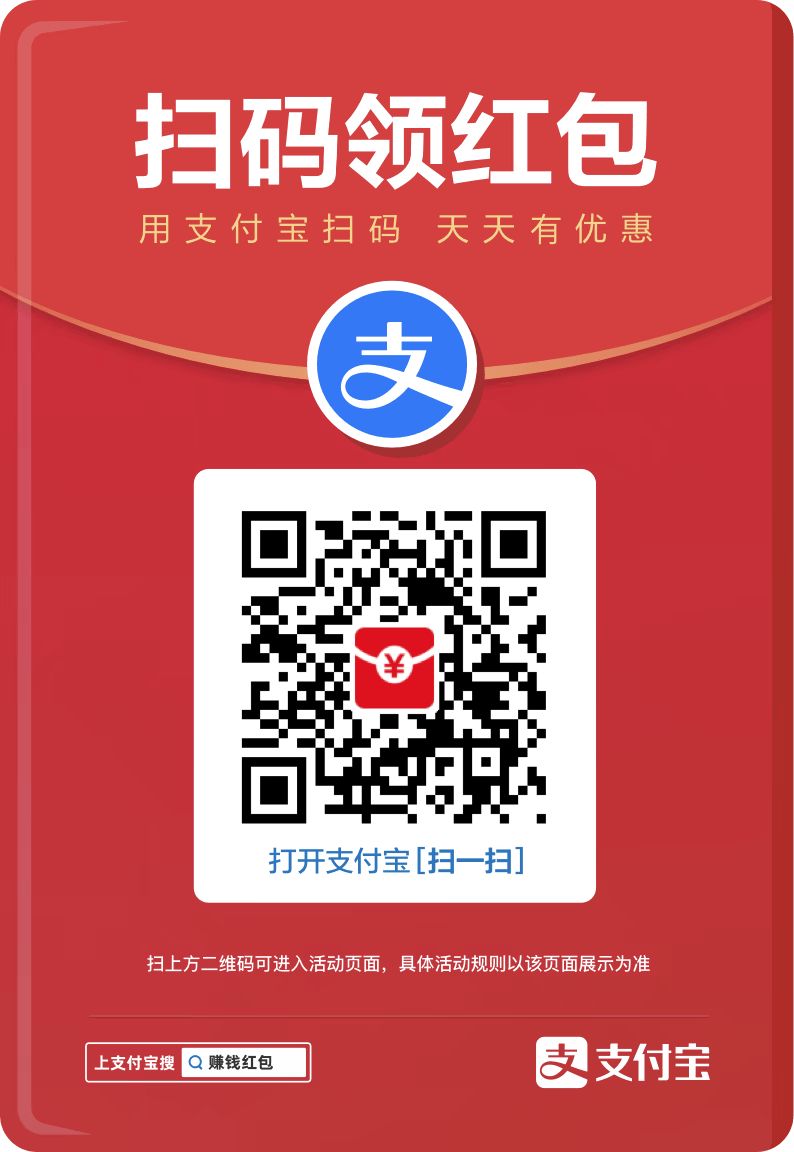 扫码领红包
用支付宝扫码 天天有优惠
支
¥
打开支付宝[扫一扫]
扫上方二维码可进入活动页面，具体活动规则以该页面展示为准
上支付宝搜 赚钱红包
支 支付宝